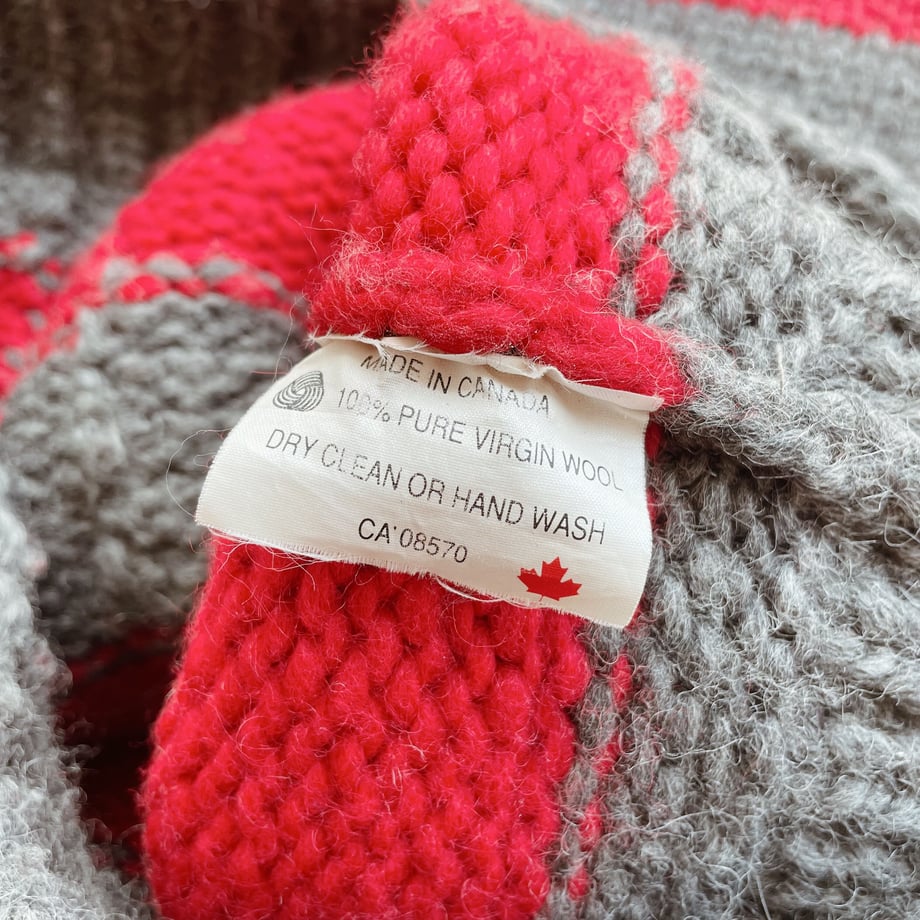 MADE IN CANADA
100% PURE VIRGIN WOOL
DRY CLEAN OR HAND WASH
CA 08570